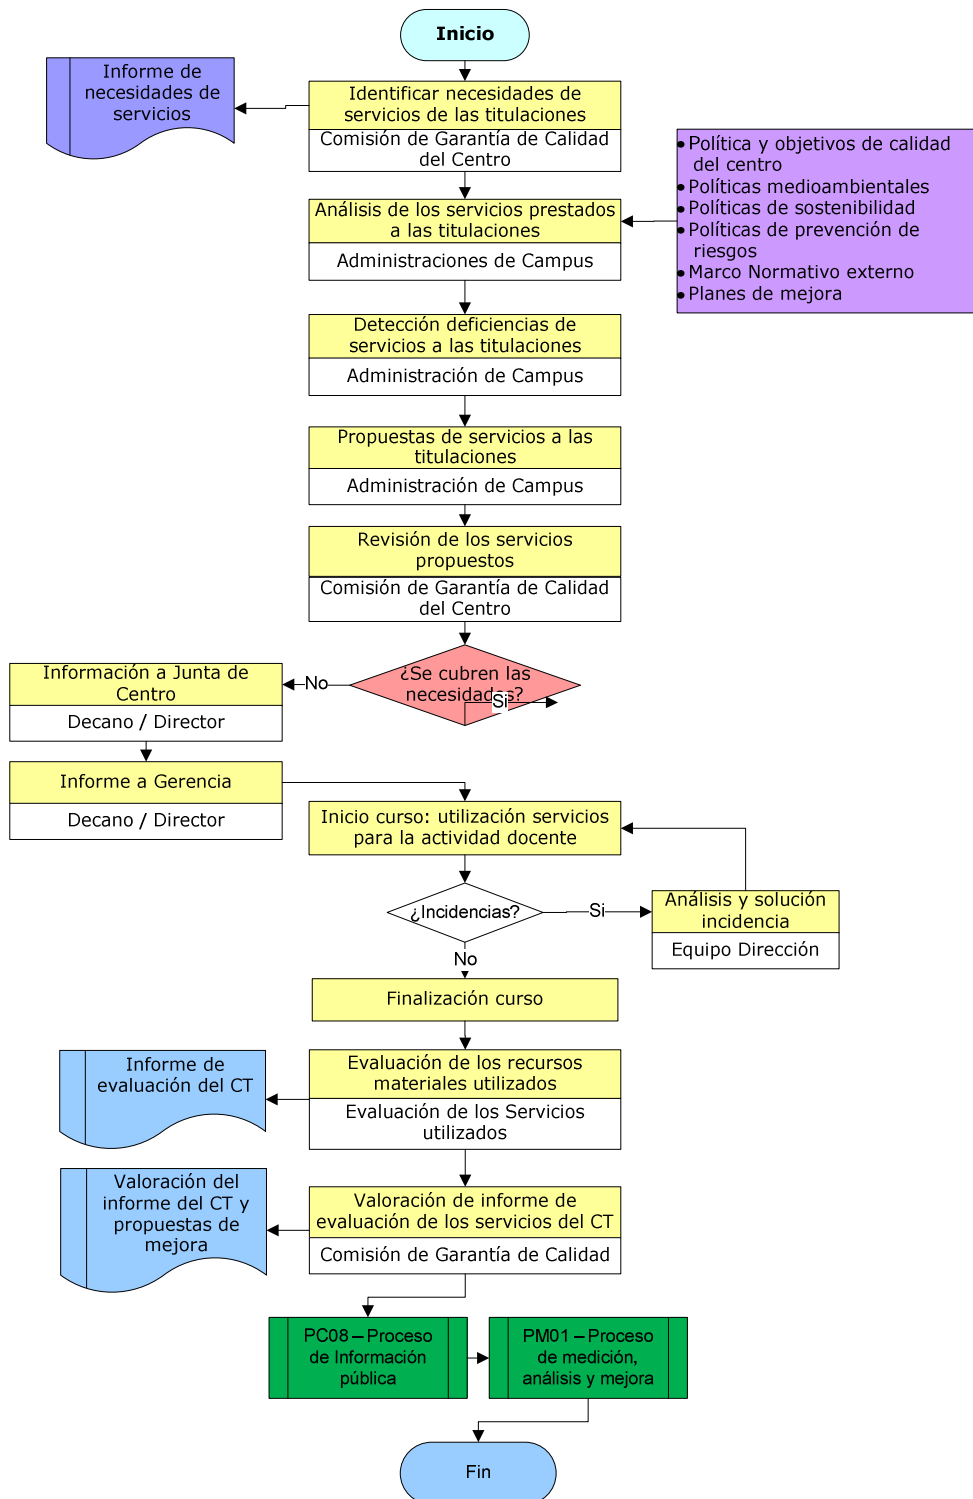 Inicio
Informe de
necesidades de
servicios
Identificar necesidades de
servicios de las titulaciones
Comisión de Garantía de Calidad
del Centro
Política y objetivos de calidad
del centro
Políticas medioambientales
Políticas de sostenibilidad
Políticas de prevención de
riesgos
Marco Normativo externo
Planes de mejora
Análisis de los servicios prestados
a las titulaciones
Administraciones de Campus
Detección deficiencias de
servicios a las titulaciones
Administración de Campus
Propuestas de servicios a las
titulaciones
Administración de Campus
Revisión de los servicios
propuestos
Comisión de Garantía de Calidad
del Centro
¿Se cubren las
necesidades?
No
Si
Información a Junta de
Centro
Decano / Director
Informe a Gerencia
Decano / Director
Inicio curso: utilización servicios
para la actividad docente
¿Incidencias?
Si
Análisis y solución
incidencia
Equipo Dirección
No
Finalización curso
Informe de
evaluación del CT
Evaluación de los recursos
materiales utilizados
Evaluación de los Servicios
utilizados
Valoración del
informe del CT y
propuestas de
mejora
Valoración de informe de
evaluación de los servicios del CT
Comisión de Garantía de Calidad
PC08 – Proceso
de Información
pública
PM01 – Proceso
de medición,
análisis y mejora
Fin